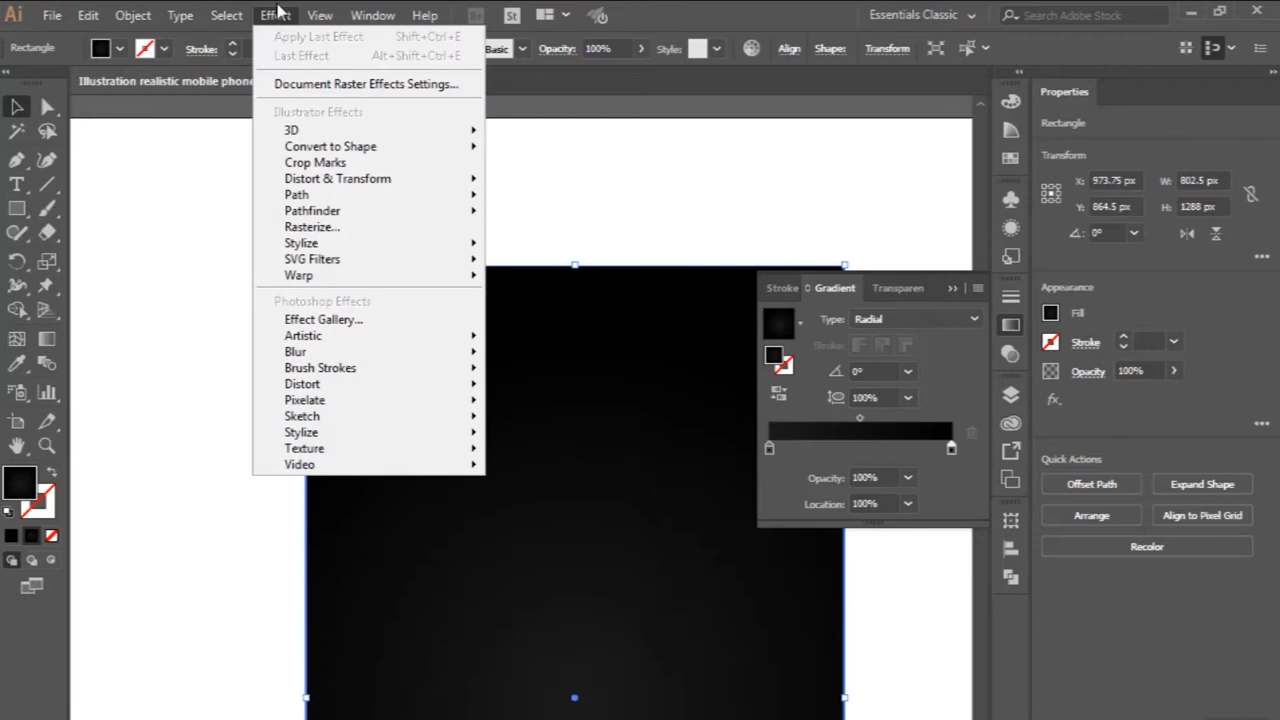 Ai File Edit Object Type Select Effect View Window Help Br St Essentials Classic Search Adobe Stock
Rectangle Stroke: Basic Opacity: 100% Style: Align Shape: Transform
Illustration realistic mobile phone
Apply Last Effect Shift+Ctrl+E
Last Effect Alt+Shift+Ctrl+E
Document Raster Effects Settings...
Illustrator Effects
3D
Convert to Shape
Crop Marks
Distort & Transform
Path
Pathfinder
Rasterize...
Stylize
SVG Filters
Warp
Photoshop Effects
Effect Gallery...
Artistic
Blur
Brush Strokes
Distort
Pixelate
Sketch
Stylize
Texture
Video
Stroke Gradient Transparen
Type: Radial
Stroke:
0°
100%
Opacity: 100%
Location: 100%
Properties
Rectangle
Transform
X: 973.75 px W: 802.5 px
Y: 864.5 px H: 1288 px
0°
Appearance
Fill
Stroke
Opacity 100%
fx.
Quick Actions
Offset Path Expand Shape
Arrange Align to Pixel Grid
Recolor